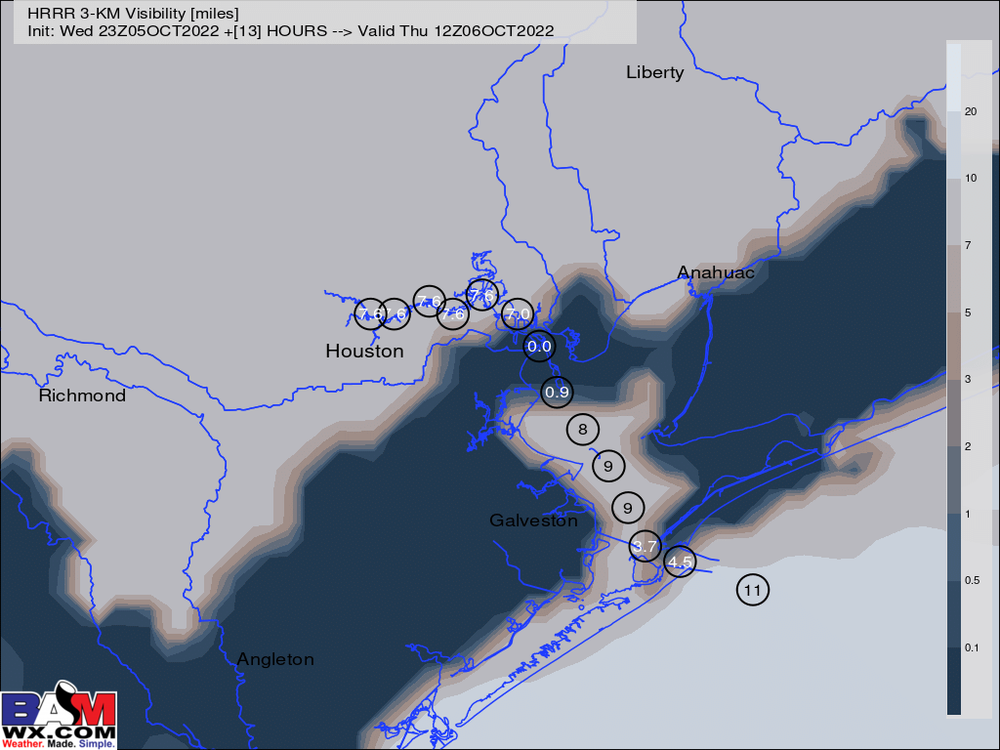 HRRR 3-KM Visibility [miles]
Init: Wed 23Z05OCT2022 +[13] HOURS --> Valid Thu 12Z06OCT2022
Liberty
20
10
7
Anahuac
7.6
7.6
7.6
7.6
7.6
7.0
5
0.0
Houston
3
0.9
Richmond
8
2
9
9
1
Galveston
3.7
4.5
0.5
11
0.1
Angleton
BAM
WX.COM
Weather. Made. Simple.